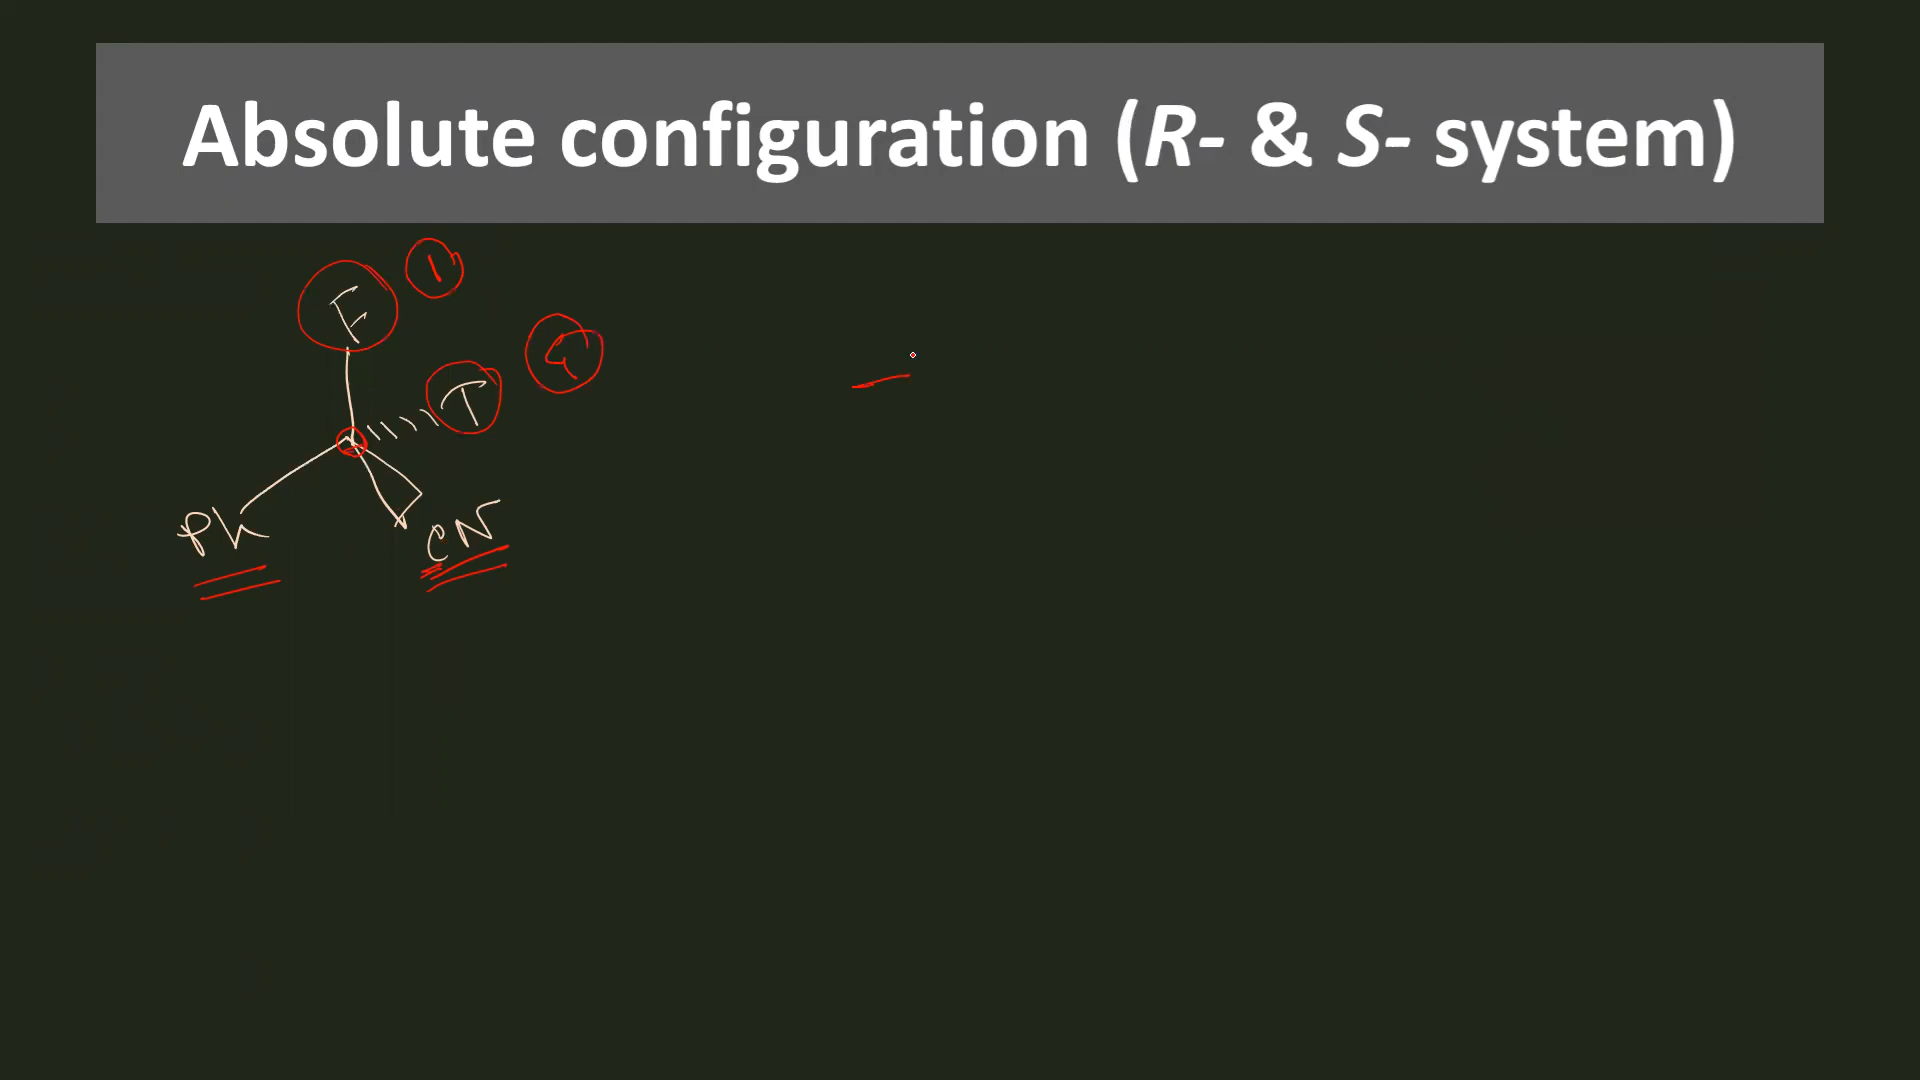 Absolute configuration (R- & S- system)
F 1
T 4
Ph CN